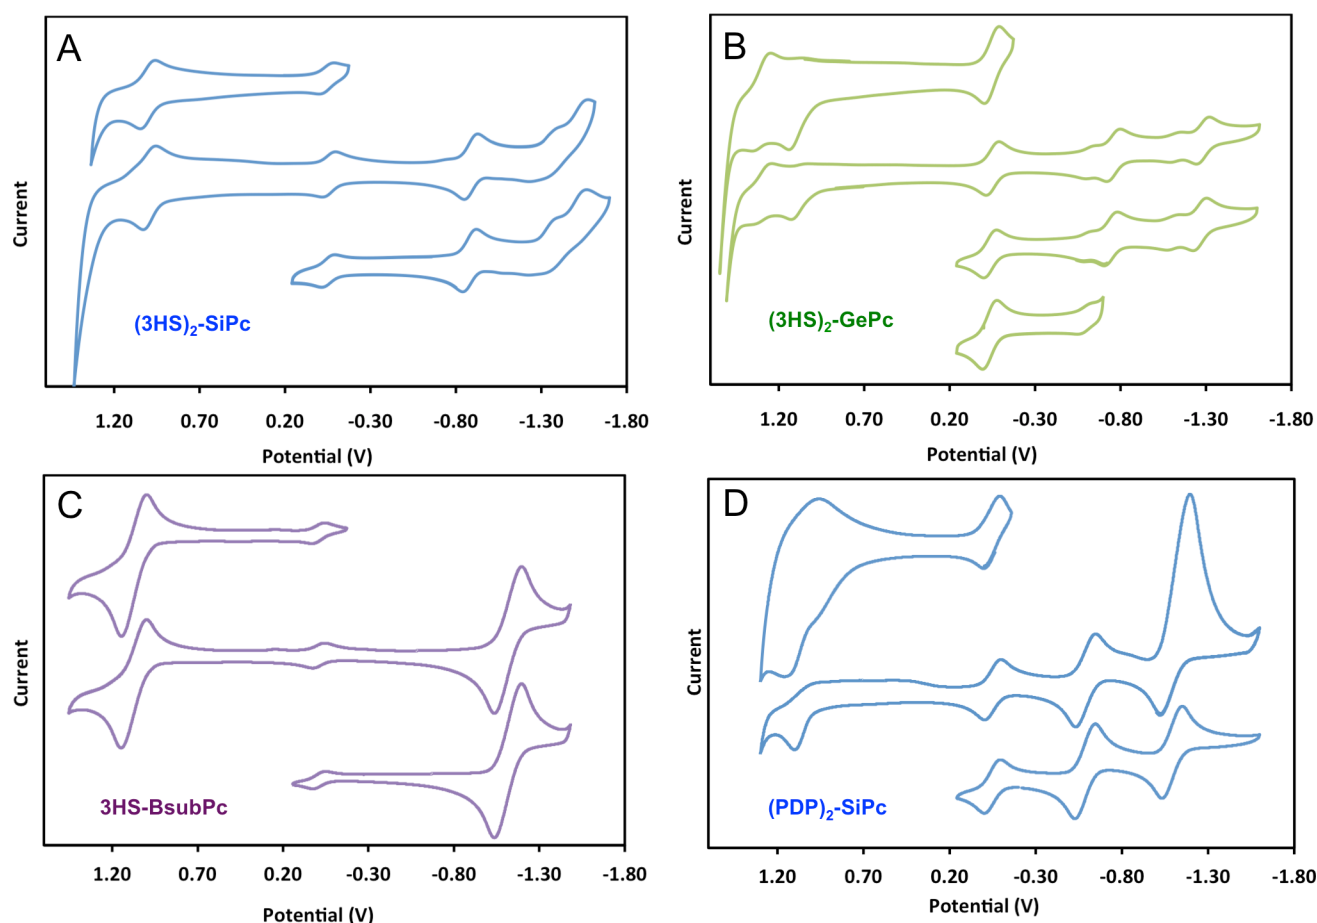 A
Current
(3HS)2-SiPc
1.20 0.70 0.20 -0.30 -0.80 -1.30 -1.80
Potential (V)
B
Current
(3HS)2-GePc
1.20 0.70 0.20 -0.30 -0.80 -1.30 -1.80
Potential (V)
C
Current
3HS-BsubPc
1.20 0.70 0.20 -0.30 -0.80 -1.30 -1.80
Potential (V)
D
Current
(PDP)2-SiPc
1.20 0.70 0.20 -0.30 -0.80 -1.30 -1.80
Potential (V)